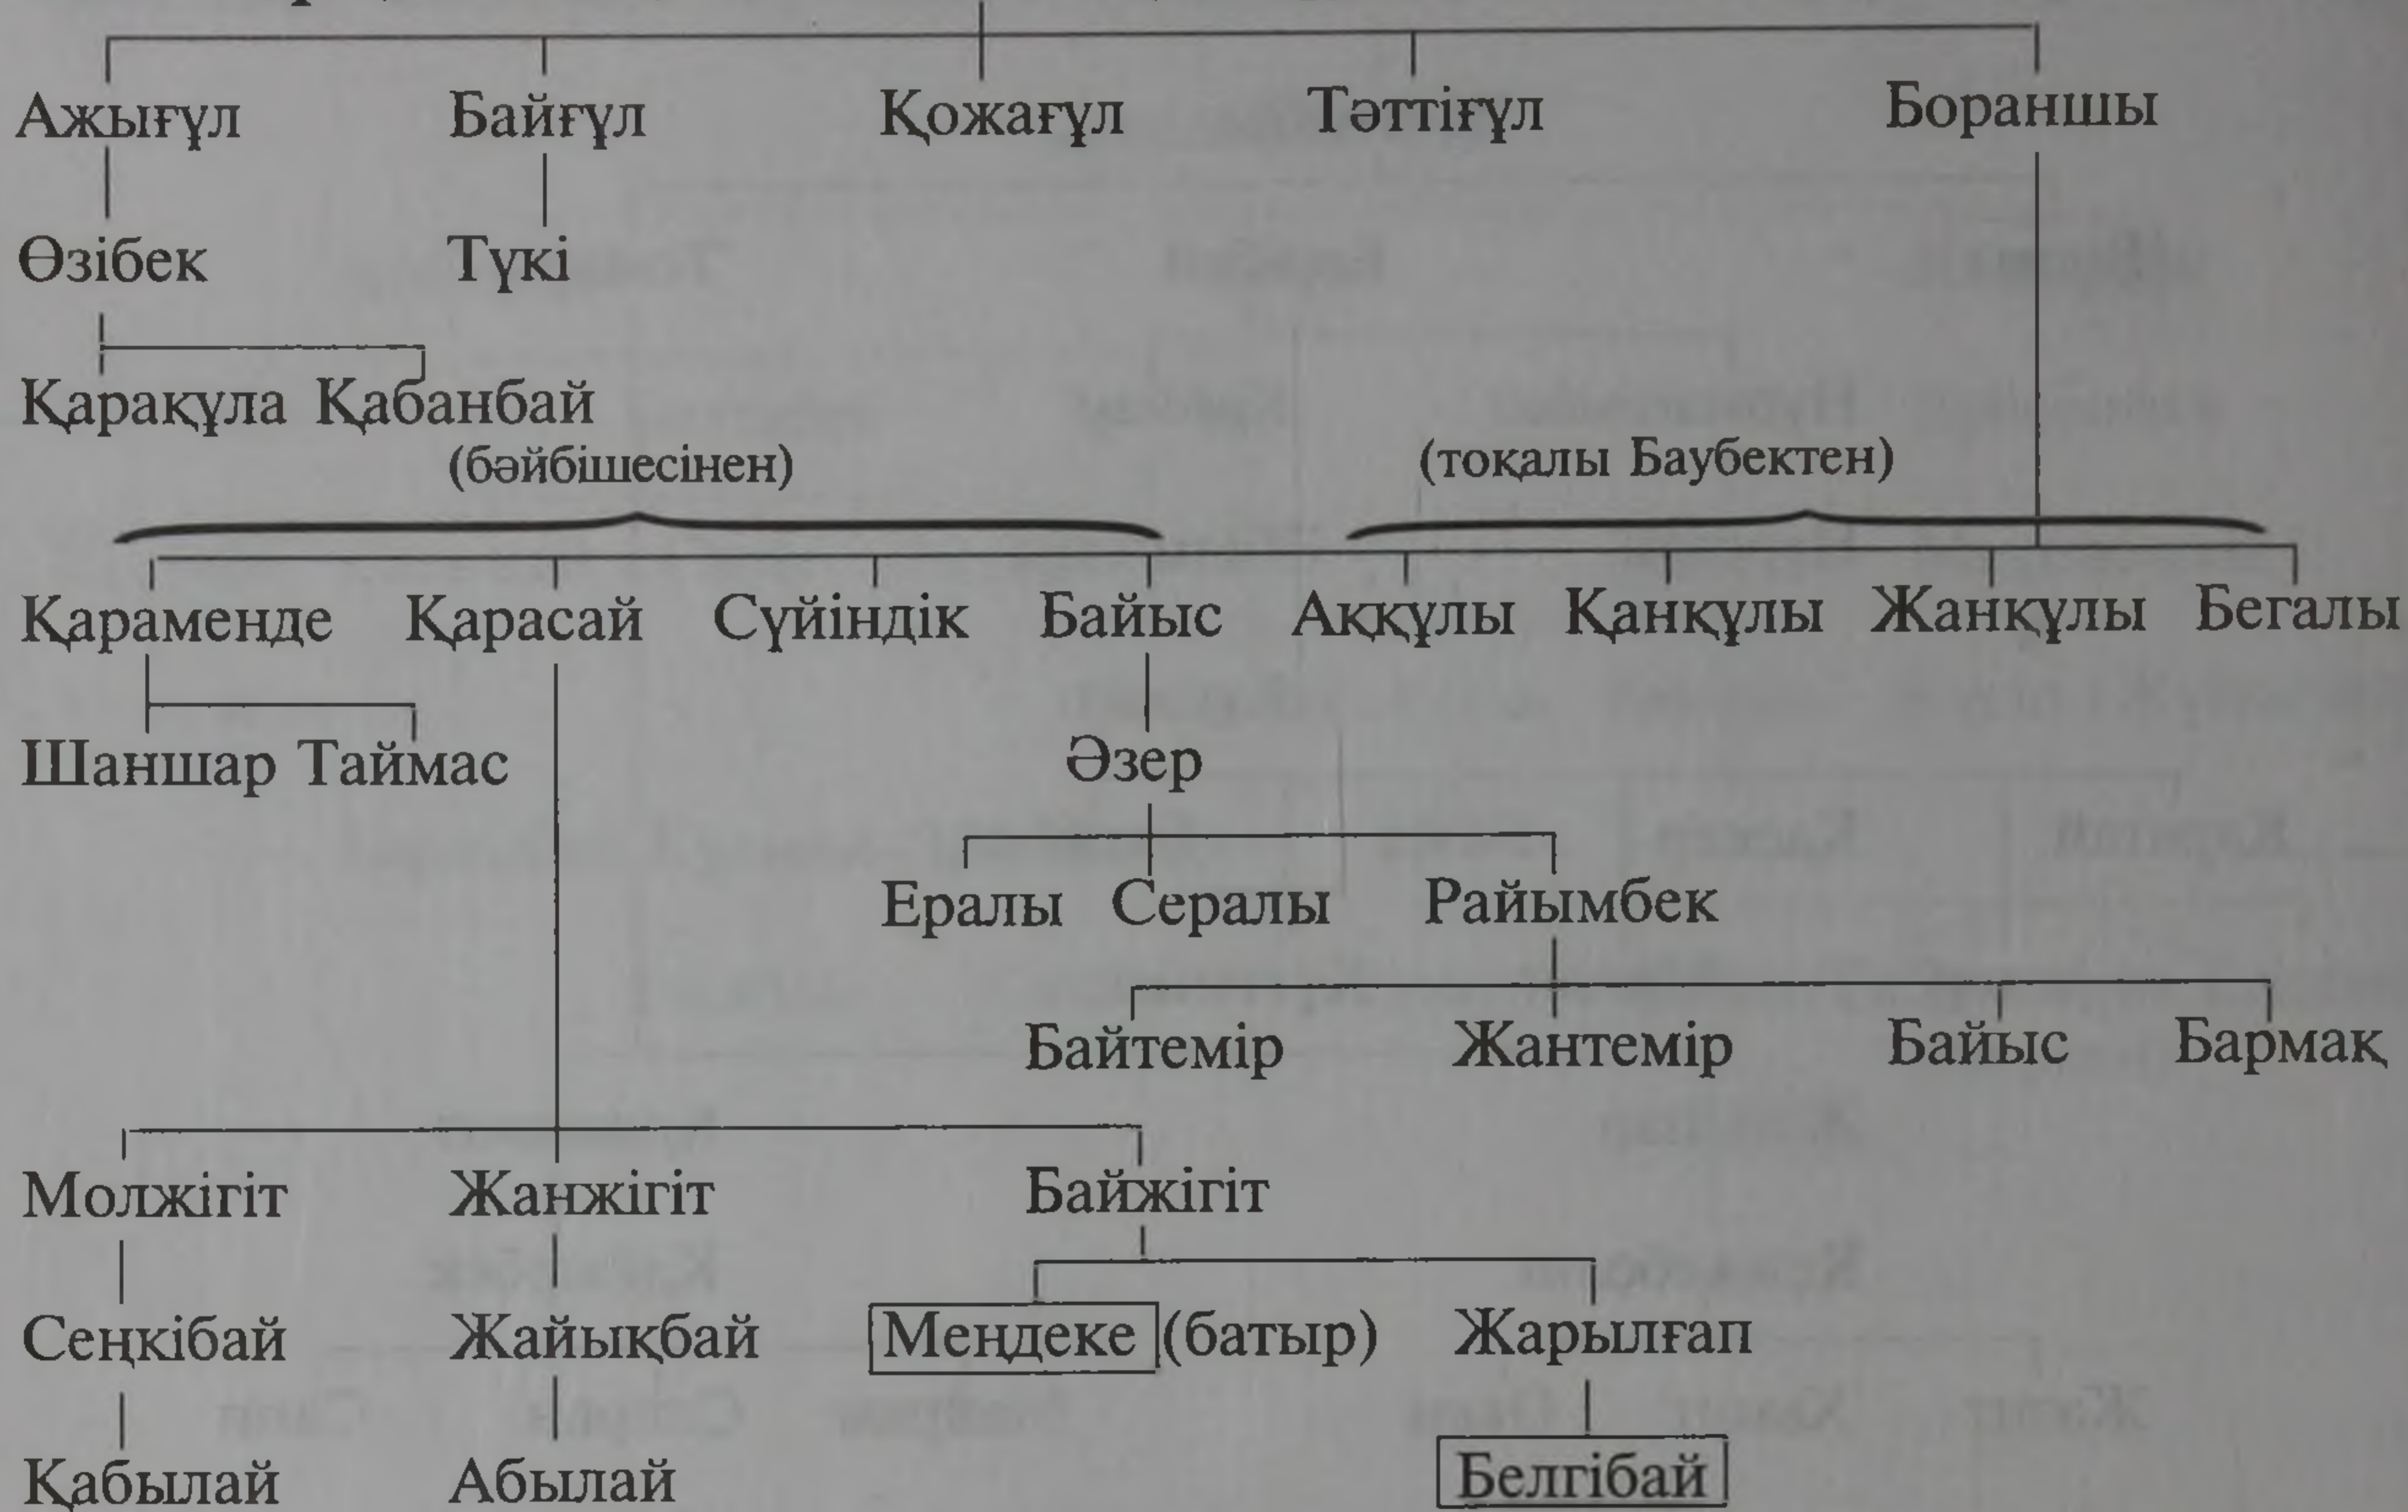 Ажығұл Байғұл Қожағұл Тәттіғұл Бораншы
Өзібек Түкі
Қарақұла Қабанбай
(бәйбішесінен) (тоқалы Баубектен)
Қараменде Қарасай Сүйіндік Байыс Аққұлы Қанқұлы Жанқұлы Бегалы
Шаншар Таймас Әзер
Ералы Сералы Райымбек
Байтемір Жантемір Байыс Бармақ
Молжігіт Жанжігіт Байжігіт
Сеңкібай Жайықбай Меңдеке (батыр) Жарылғап
Қабылай Абылай Белгібай